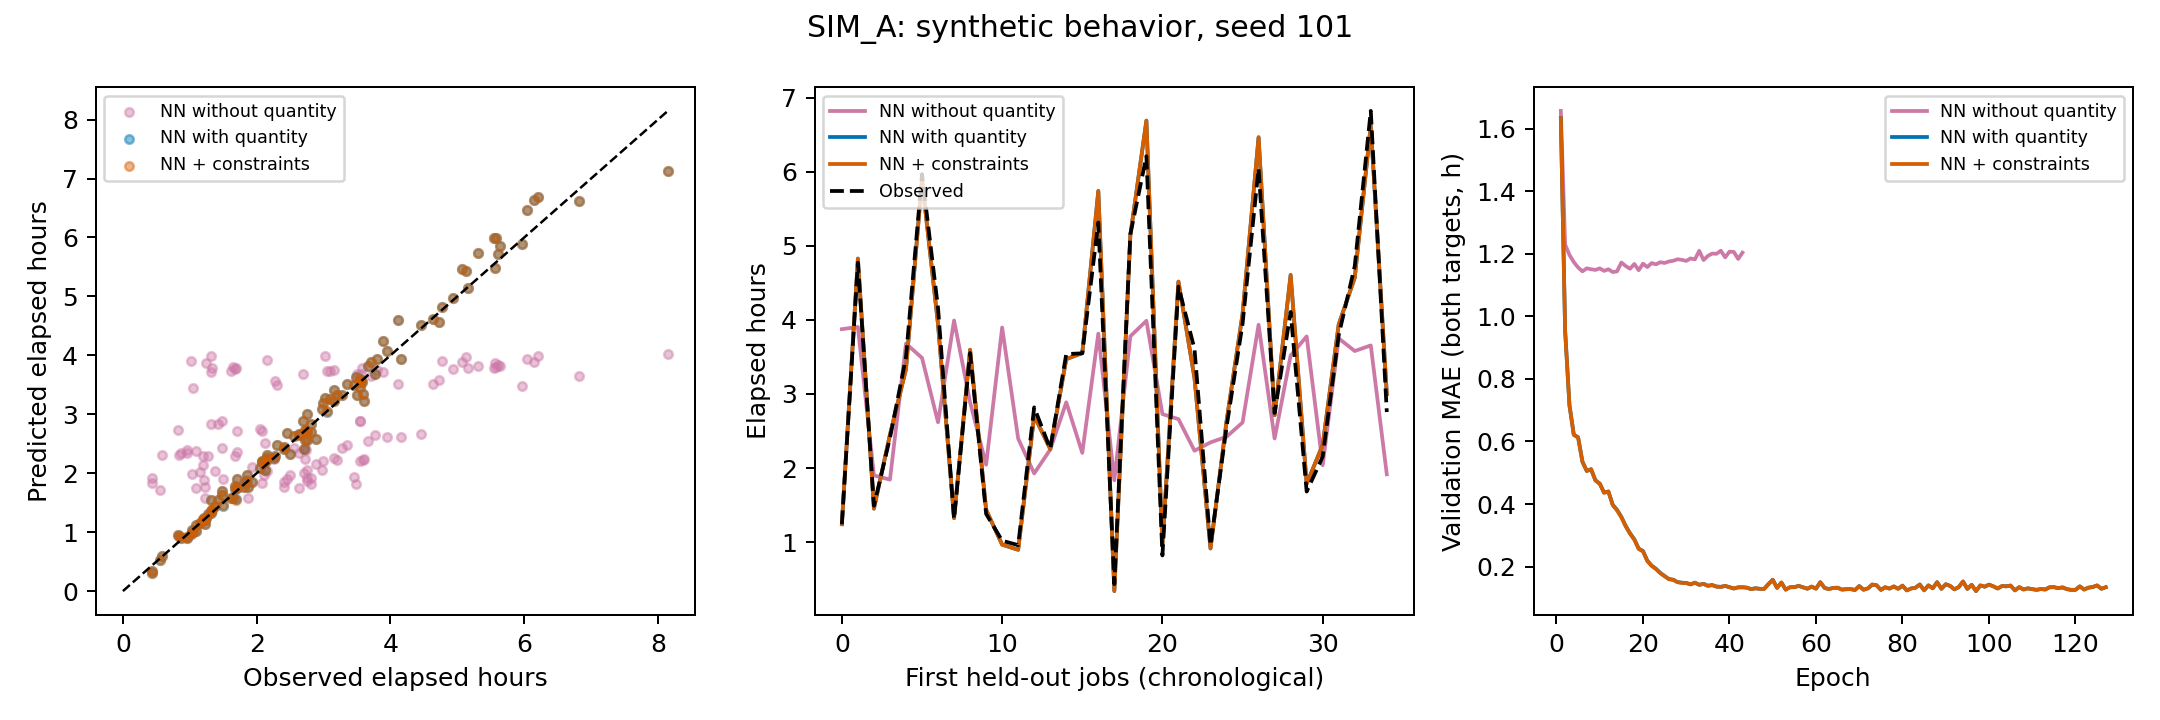 SIM_A: synthetic behavior, seed 101
Predicted elapsed hours
8
7
6
5
4
3
2
1
0
NN without quantity
NN with quantity
NN + constraints
0
2
4
6
8
Observed elapsed hours
Elapsed hours
7
6
5
4
3
2
1
NN without quantity
NN with quantity
NN + constraints
Observed
0
10
20
30
First held-out jobs (chronological)
Validation MAE (both targets, h)
1.6
1.4
1.2
1.0
0.8
0.6
0.4
0.2
NN without quantity
NN with quantity
NN + constraints
0
20
40
60
80
100
120
Epoch